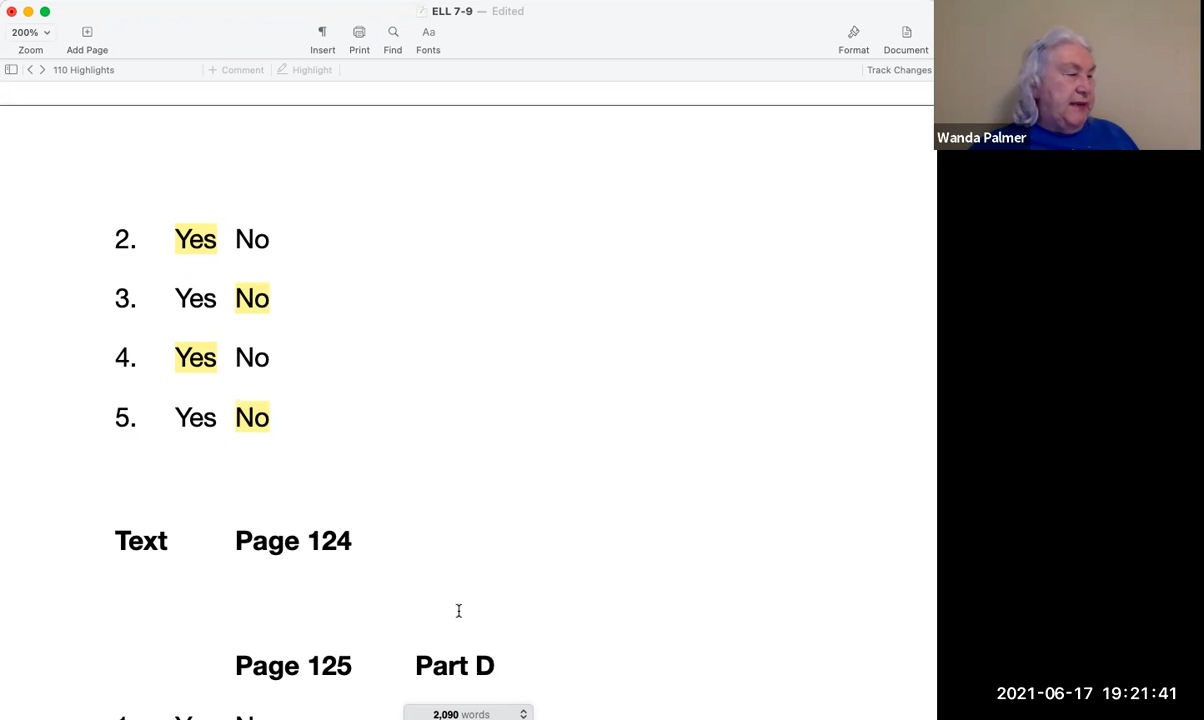 ELL 7-9 — Edited
200%
Zoom
Add Page
Insert
Print
Find
Aa
Fonts
Format
Document
110 Highlights
+ Comment
Highlight
Track Changes
Wanda Palmer
2. Yes No
3. Yes No
4. Yes No
5. Yes No
Text Page 124
Page 125 Part D
2,090 words
2021-06-17 19:21:41